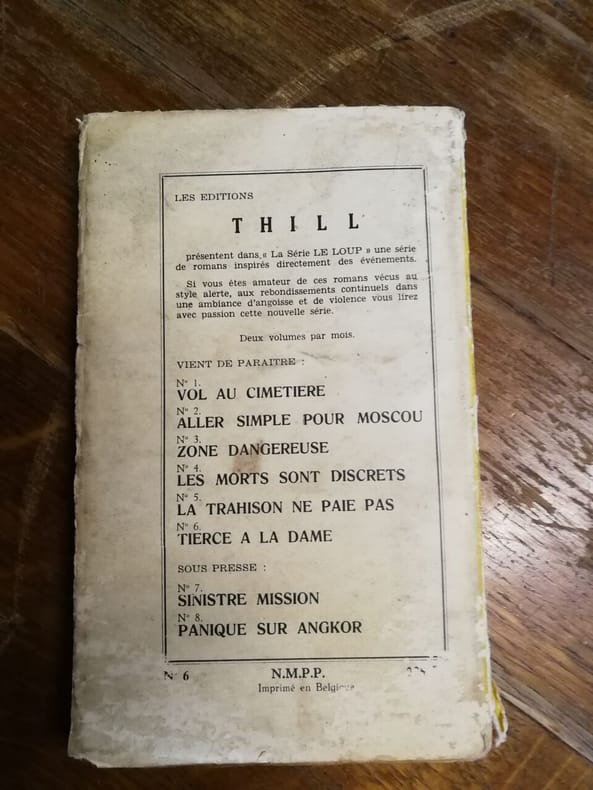 LES EDITIONS
THILL
présentent dans « La Série LE LOUP » une série
de romans inspirés directement des événements.
Si vous êtes amateur de ces romans vécus au
style alerte, aux rebondissements continuels dans
une ambiance d'angoisse et de violence vous lirez
avec passion cette nouvelle série.
Deux volumes par mois.
VIENT DE PARAITRE :
N° 1.
VOL AU CIMETIERE
N° 2.
ALLER SIMPLE POUR MOSCOU
N° 3.
ZONE DANGEREUSE
N° 4.
LES MORTS SONT DISCRETS
N° 5.
LA TRAHISON NE PAIE PAS
N° 6.
TIERCE A LA DAME
SOUS PRESSE :
N° 7.
SINISTRE MISSION
N° 8.
PANIQUE SUR ANGKOR
N° 6
N.M.P.P.
Imprimé en Belgique